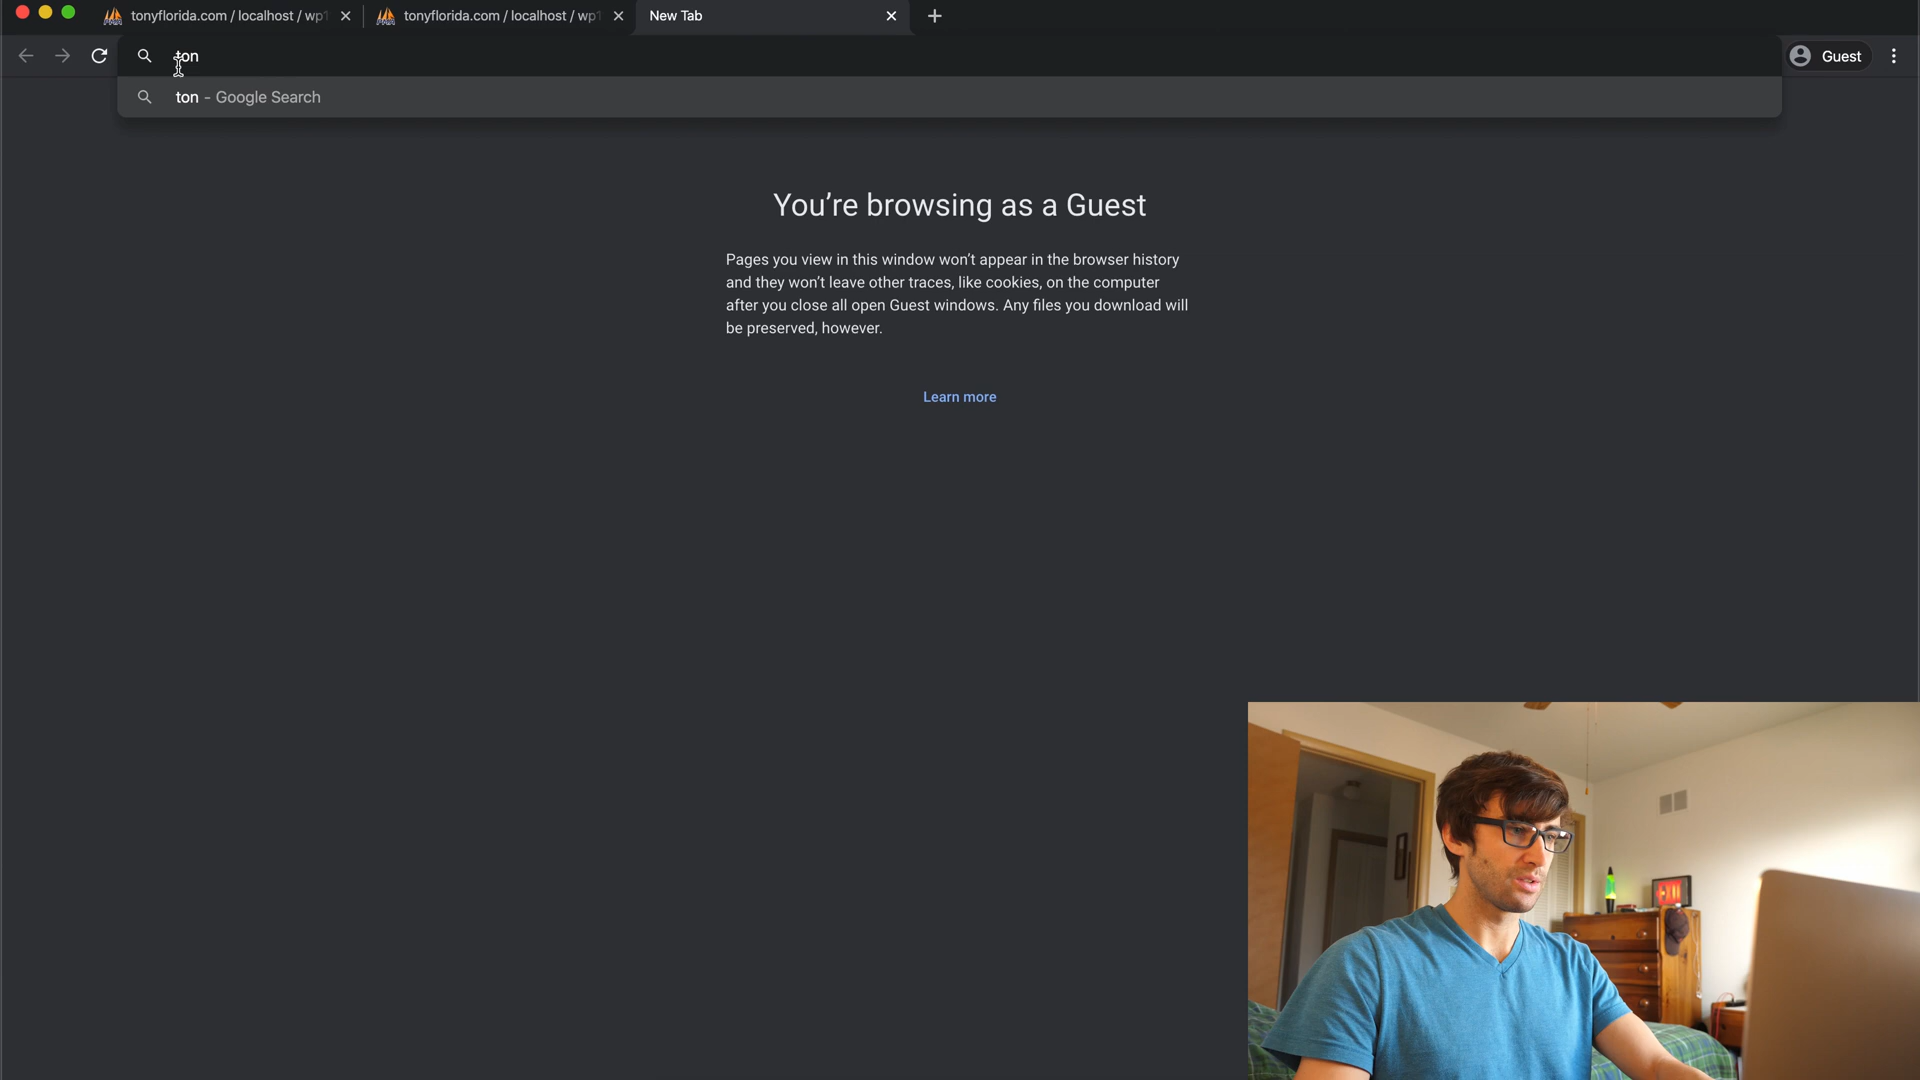 tonyflorida.com / localhost / wp1
tonyflorida.com / localhost / wp1
New Tab
ton
Guest
ton - Google Search
You're browsing as a Guest
Pages you view in this window won't appear in the browser history
and they won't leave other traces, like cookies, on the computer
after you close all open Guest windows. Any files you download will
be preserved, however.
Learn more